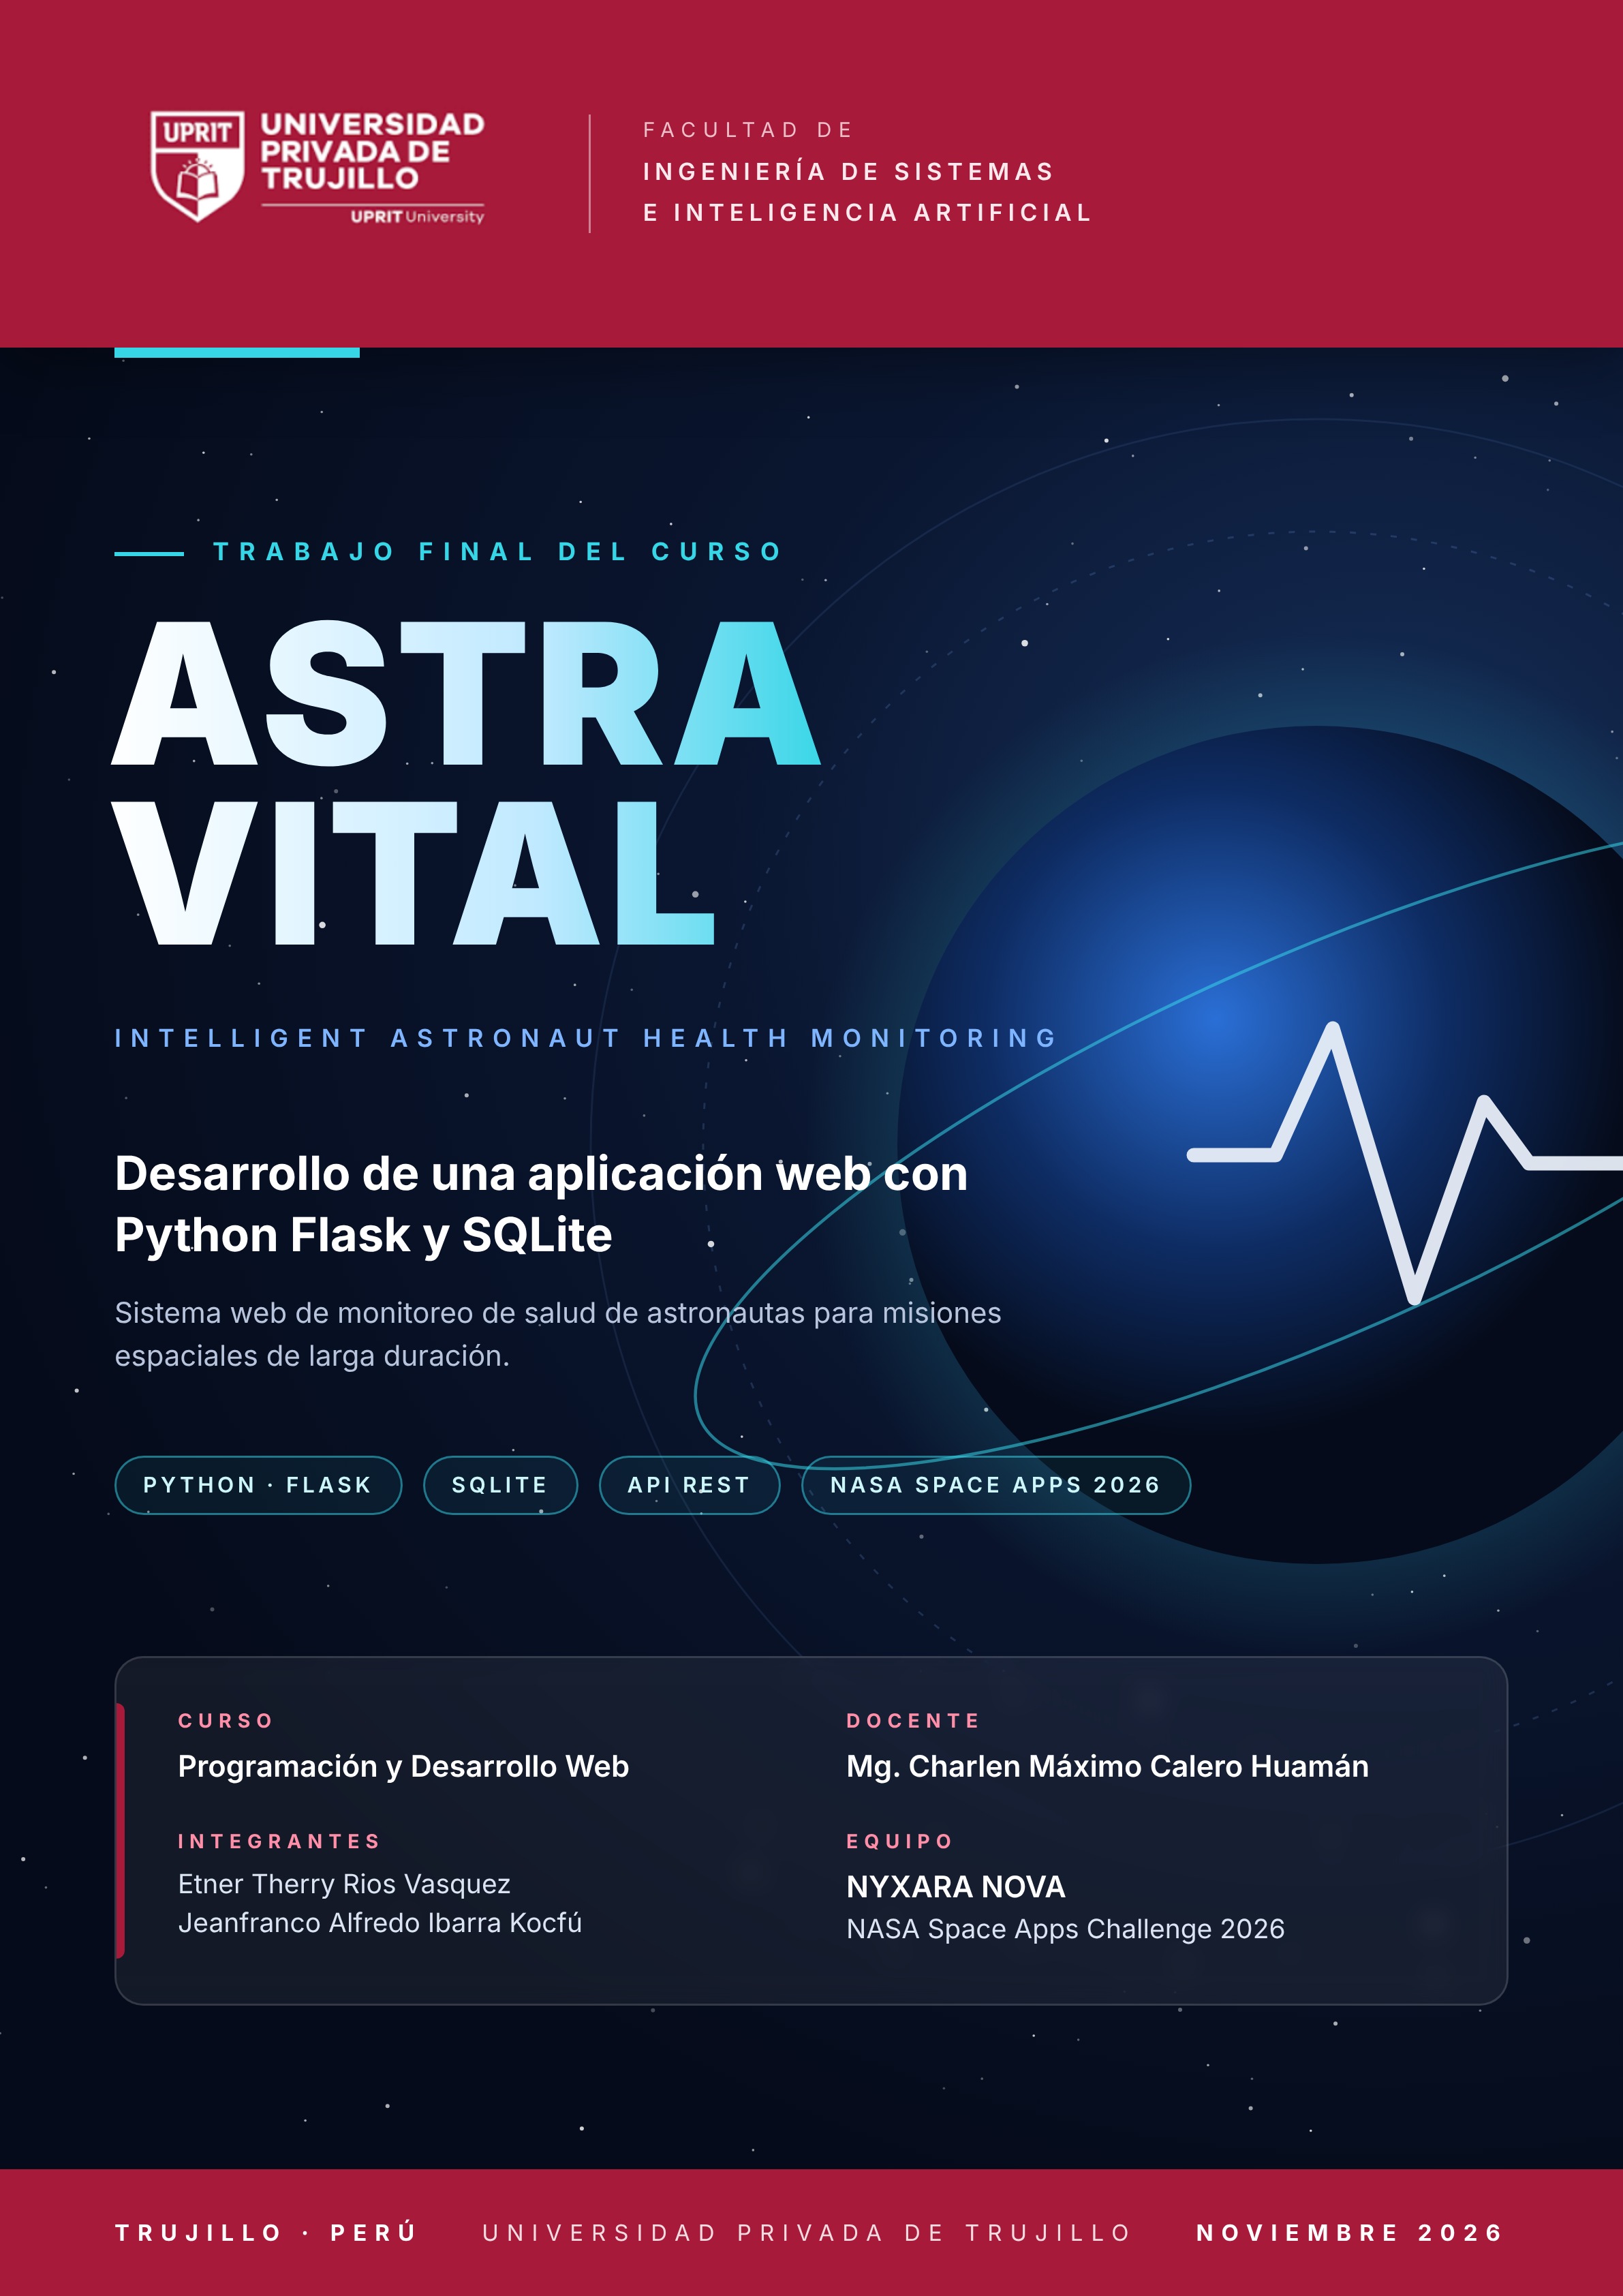 UPRIT
UNIVERSIDAD
PRIVADA DE
TRUJILLO
UPRIT University
FACULTAD DE
INGENIERÍA DE SISTEMAS
E INTELIGENCIA ARTIFICIAL
TRABAJO FINAL DEL CURSO
ASTRA
VITAL
INTELLIGENT ASTRONAUT HEALTH MONITORING
Desarrollo de una aplicación web con
Python Flask y SQLite
Sistema web de monitoreo de salud de astronautas para misiones
espaciales de larga duración.
PYTHON · FLASK SQLITE API REST NASA SPACE APPS 2026
CURSO
Programación y Desarrollo Web
DOCENTE
Mg. Charlen Máximo Calero Huamán
INTEGRANTES
Etner Therry Rios Vasquez
Jeanfranco Alfredo Ibarra Kocfú
EQUIPO
NYXARA NOVA
NASA Space Apps Challenge 2026
TRUJILLO · PERÚ UNIVERSIDAD PRIVADA DE TRUJILLO NOVIEMBRE 2026